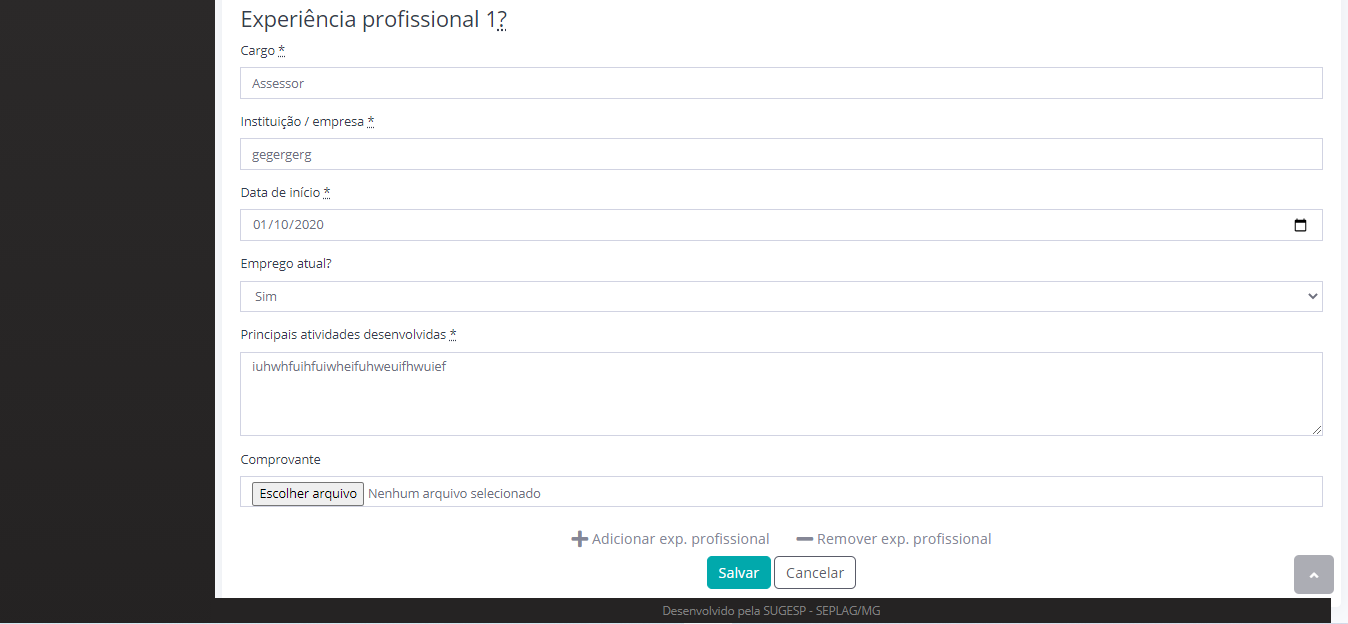 Experiência profissional 1?
Cargo *
Assessor
Instituição / empresa *
gegergerg
Data de início *
01/10/2020
Emprego atual?
Sim
Principais atividades desenvolvidas *
iuhwhfuihfuiwheifuhweuifhwuief
Comprovante
Escolher arquivo Nenhum arquivo selecionado
Adicionar exp. profissional Remover exp. profissional
Salvar Cancelar
Desenvolvido pela SUGESP - SEPLAG/MG